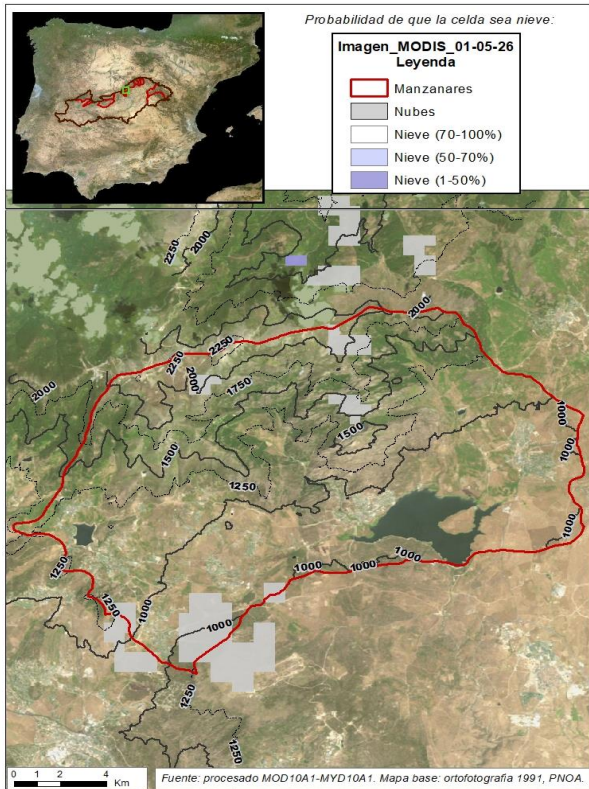 Probabilidad de que la celda sea nieve:
Imagen_MODIS_01-05-26
Leyenda
Manzanares
Nubes
Nieve (70-100%)
Nieve (50-70%)
Nieve (1-50%)
2250
2000
2000
2250
2250
2000
1750
2000
1500
1500
1250
1000
1000
1000
1000
1000
1000
1250
1250
1000
1000
1250
1250
0 1 2 4
Km
Fuente: procesado MOD10A1-MYD10A1. Mapa base: ortofotografia 1991, PNOA.